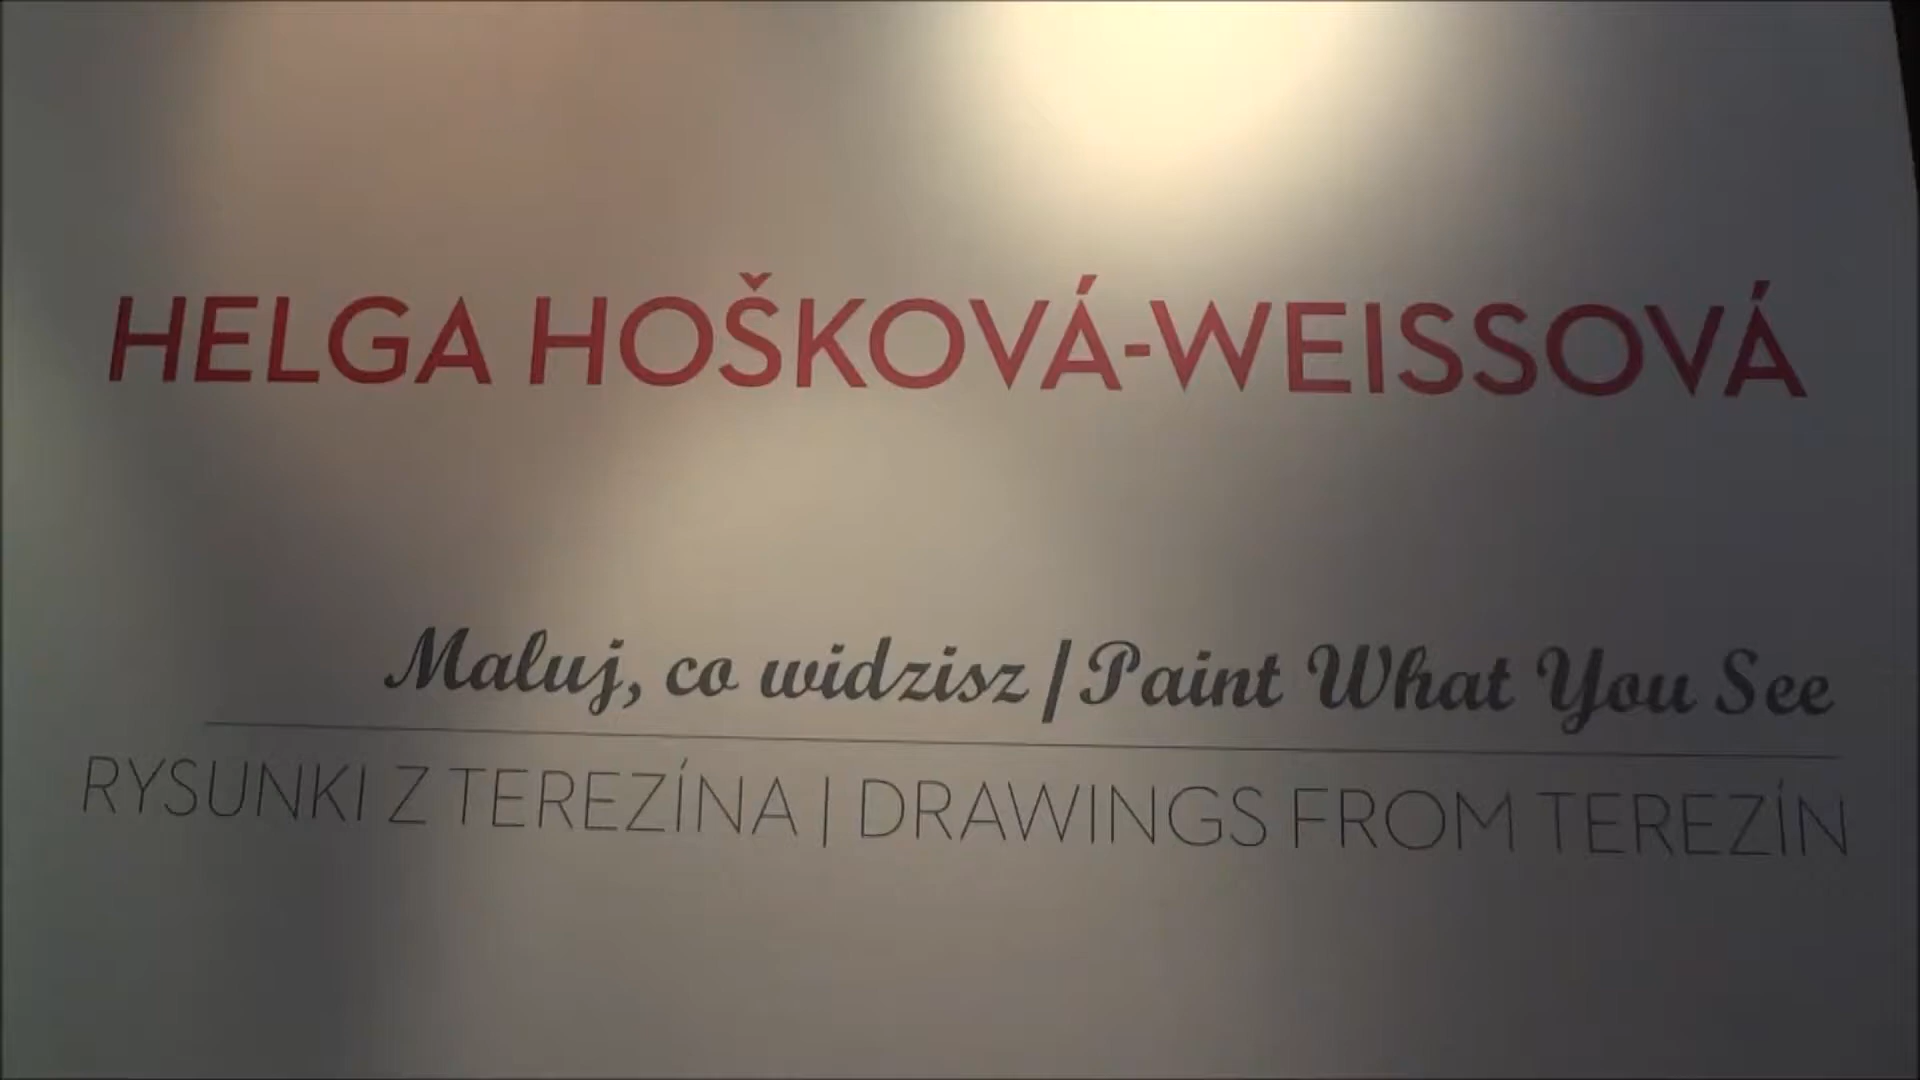 HELGA HOŠKOVÁ-WEISSOVÁ
Maluj, co widzisz | Paint What You See
RYSUNKI Z TEREZÍNA | DRAWINGS FROM TEREZÍN